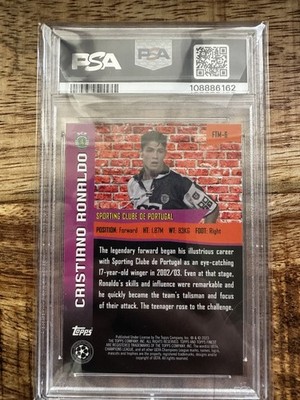 PSA
PSA
108886162
FTM-8
CRISTIANO RONALDO
SPORTING CLUBE DE PORTUGAL
POSITION: Forward HT: 1.87M WT: 83KG FOOT: Right
The legendary forward began his illustrious career
with Sporting Clube de Portugal as an eye-catching
17-year-old winger in 2002/03. Even at that stage,
Ronaldo's skills and influence were remarkable and
he quickly became the team's talisman and focus
of their attack. The teenager rose to the challenge.
Topps
CHAMPIONS
LEAGUE